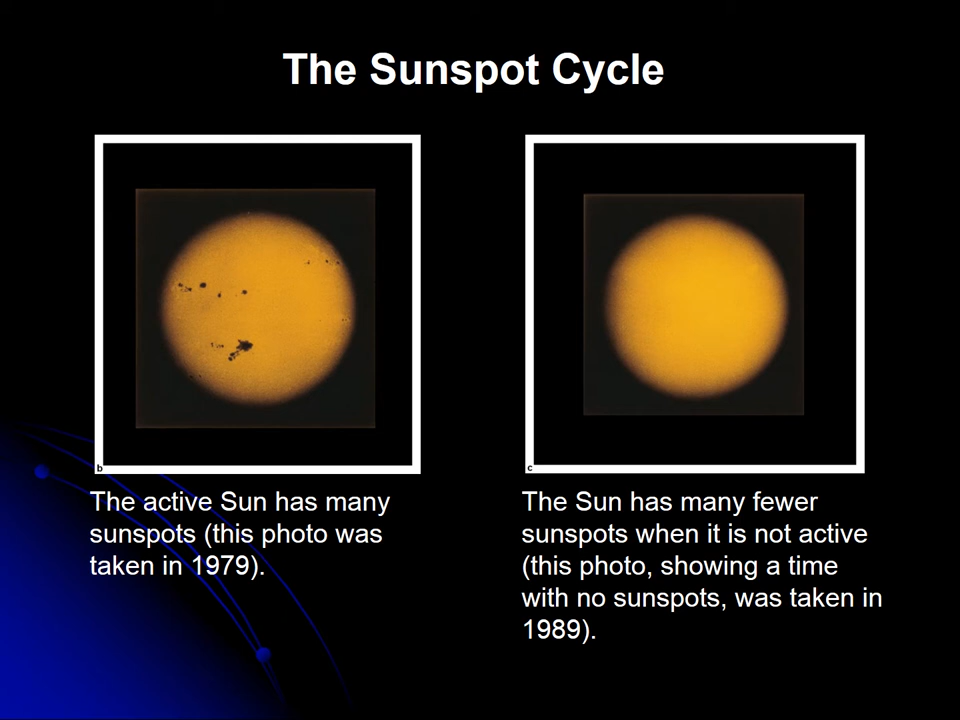 The Sunspot Cycle
b
The active Sun has many
sunspots (this photo was
taken in 1979).
c
The Sun has many fewer
sunspots when it is not active
(this photo, showing a time
with no sunspots, was taken in
1989).